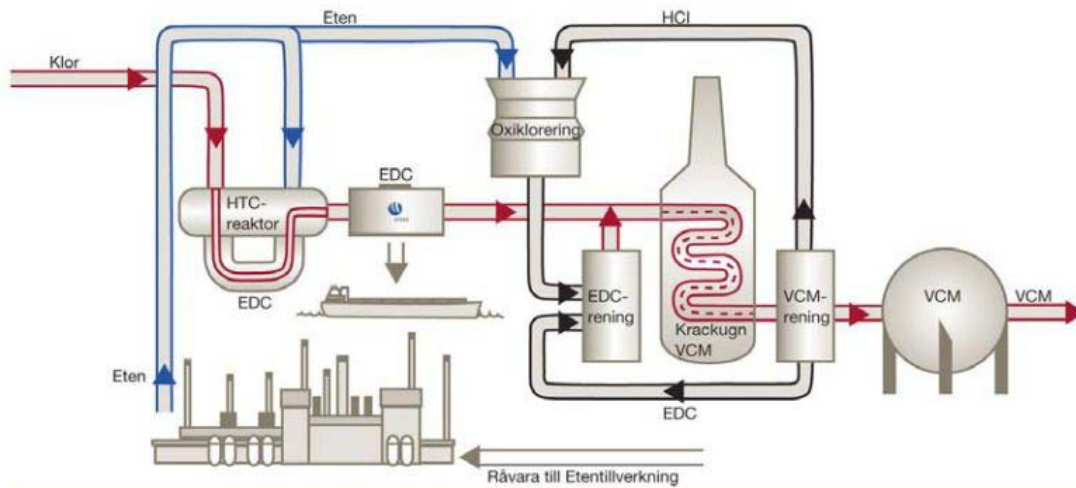 Eten
HCl
Klor
Oxiklorering
EDC
HTC-
reaktor
EDC
EDC-
rening
Krackugn
VCM
VCM-
rening
VCM
VCM
Eten
EDC
Råvara till Etentillverkning